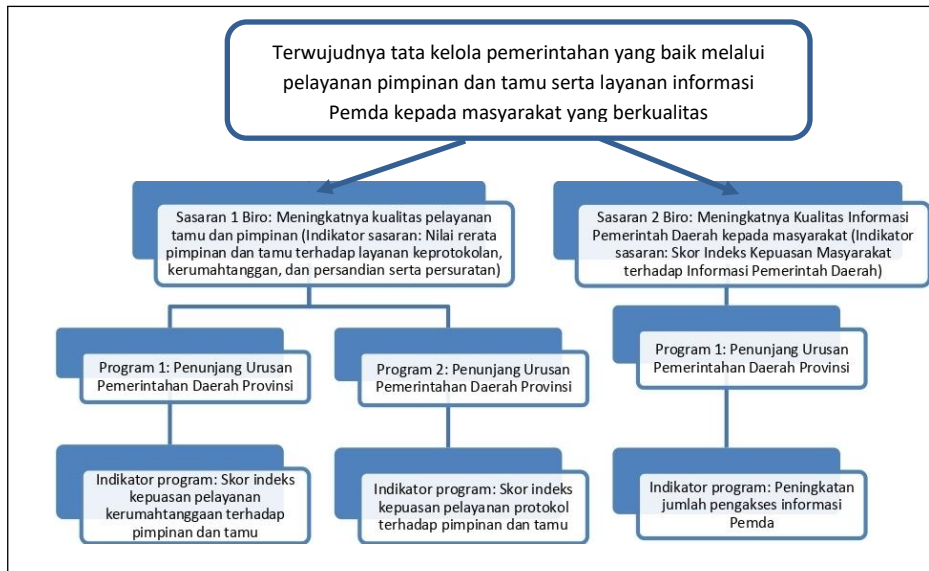 Terwujudnya tata kelola pemerintahan yang baik melalui
pelayanan pimpinan dan tamu serta layanan informasi
Pemda kepada masyarakat yang berkualitas
Sasaran 1 Biro: Meningkatnya kualitas pelayanan
tamu dan pimpinan (Indikator sasaran: Nilai rerata
pimpinan dan tamu terhadap layanan keprotokolan,
kerumahtanggan, dan persandian serta persuratan)
Sasaran 2 Biro: Meningkatnya Kualitas Informasi
Pemerintah Daerah kepada masyarakat (Indikator
sasaran: Skor Indeks Kepuasan Masyarakat
terhadap Informasi Pemerintah Daerah)
Program 1: Penunjang Urusan
Pemerintahan Daerah Provinsi
Program 2: Penunjang Urusan
Pemerintahan Daerah Provinsi
Program 1: Penunjang Urusan
Pemerintahan Daerah Provinsi
Indikator program: Skor indeks
kepuasan pelayanan
kerumahtanggaan terhadap
pimpinan dan tamu
Indikator program: Skor indeks
kepuasan pelayanan protokol
terhadap pimpinan dan tamu
Indikator program: Peningkatan
jumlah pengakses informasi
Pemda